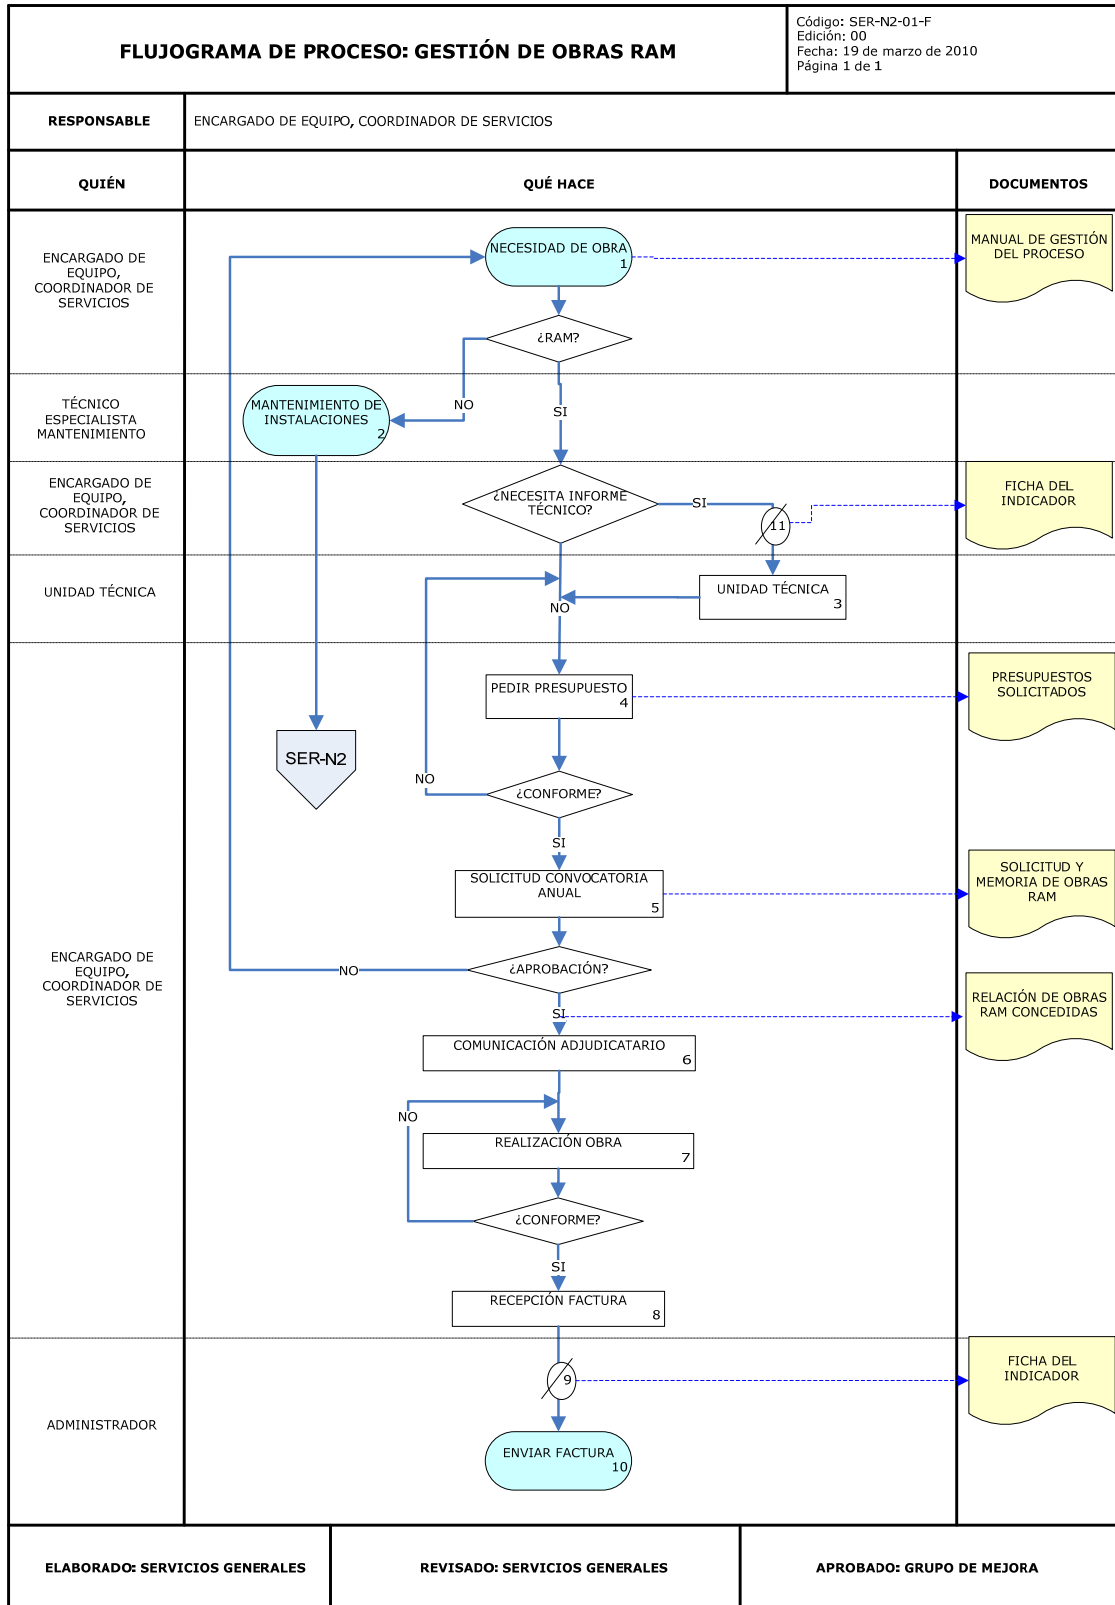 FLUJOGRAMA DE PROCESO: GESTIÓN DE OBRAS RAM
Código: SER-N2-01-F
Edición: 00
Fecha: 19 de marzo de 2010
Página 1 de 1
RESPONSABLE
ENCARGADO DE EQUIPO, COORDINADOR DE SERVICIOS
QUIÉN
QUÉ HACE
DOCUMENTOS
ENCARGADO DE
EQUIPO,
COORDINADOR DE
SERVICIOS
NECESIDAD DE OBRA
1
MANUAL DE GESTIÓN
DEL PROCESO
¿RAM?
NO
SI
TÉCNICO
ESPECIALISTA
MANTENIMIENTO
MANTENIMIENTO DE
INSTALACIONES
2
ENCARGADO DE
EQUIPO,
COORDINADOR DE
SERVICIOS
¿NECESITA INFORME
TÉCNICO?
SI
11
FICHA DEL
INDICADOR
UNIDAD TÉCNICA
NO
UNIDAD TÉCNICA
3
ENCARGADO DE
EQUIPO,
COORDINADOR DE
SERVICIOS
PEDIR PRESUPUESTO
4
PRESUPUESTOS
SOLICITADOS
SER-N2
NO
¿CONFORME?
SI
SOLICITUD CONVOCATORIA
ANUAL
5
SOLICITUD Y
MEMORIA DE OBRAS
RAM
NO
¿APROBACIÓN?
SI
RELACIÓN DE OBRAS
RAM CONCEDIDAS
COMUNICACIÓN ADJUDICATARIO
6
NO
REALIZACIÓN OBRA
7
¿CONFORME?
SI
RECEPCIÓN FACTURA
8
ADMINISTRADOR
9
FICHA DEL
INDICADOR
ENVIAR FACTURA
10
ELABORADO: SERVICIOS GENERALES
REVISADO: SERVICIOS GENERALES
APROBADO: GRUPO DE MEJORA